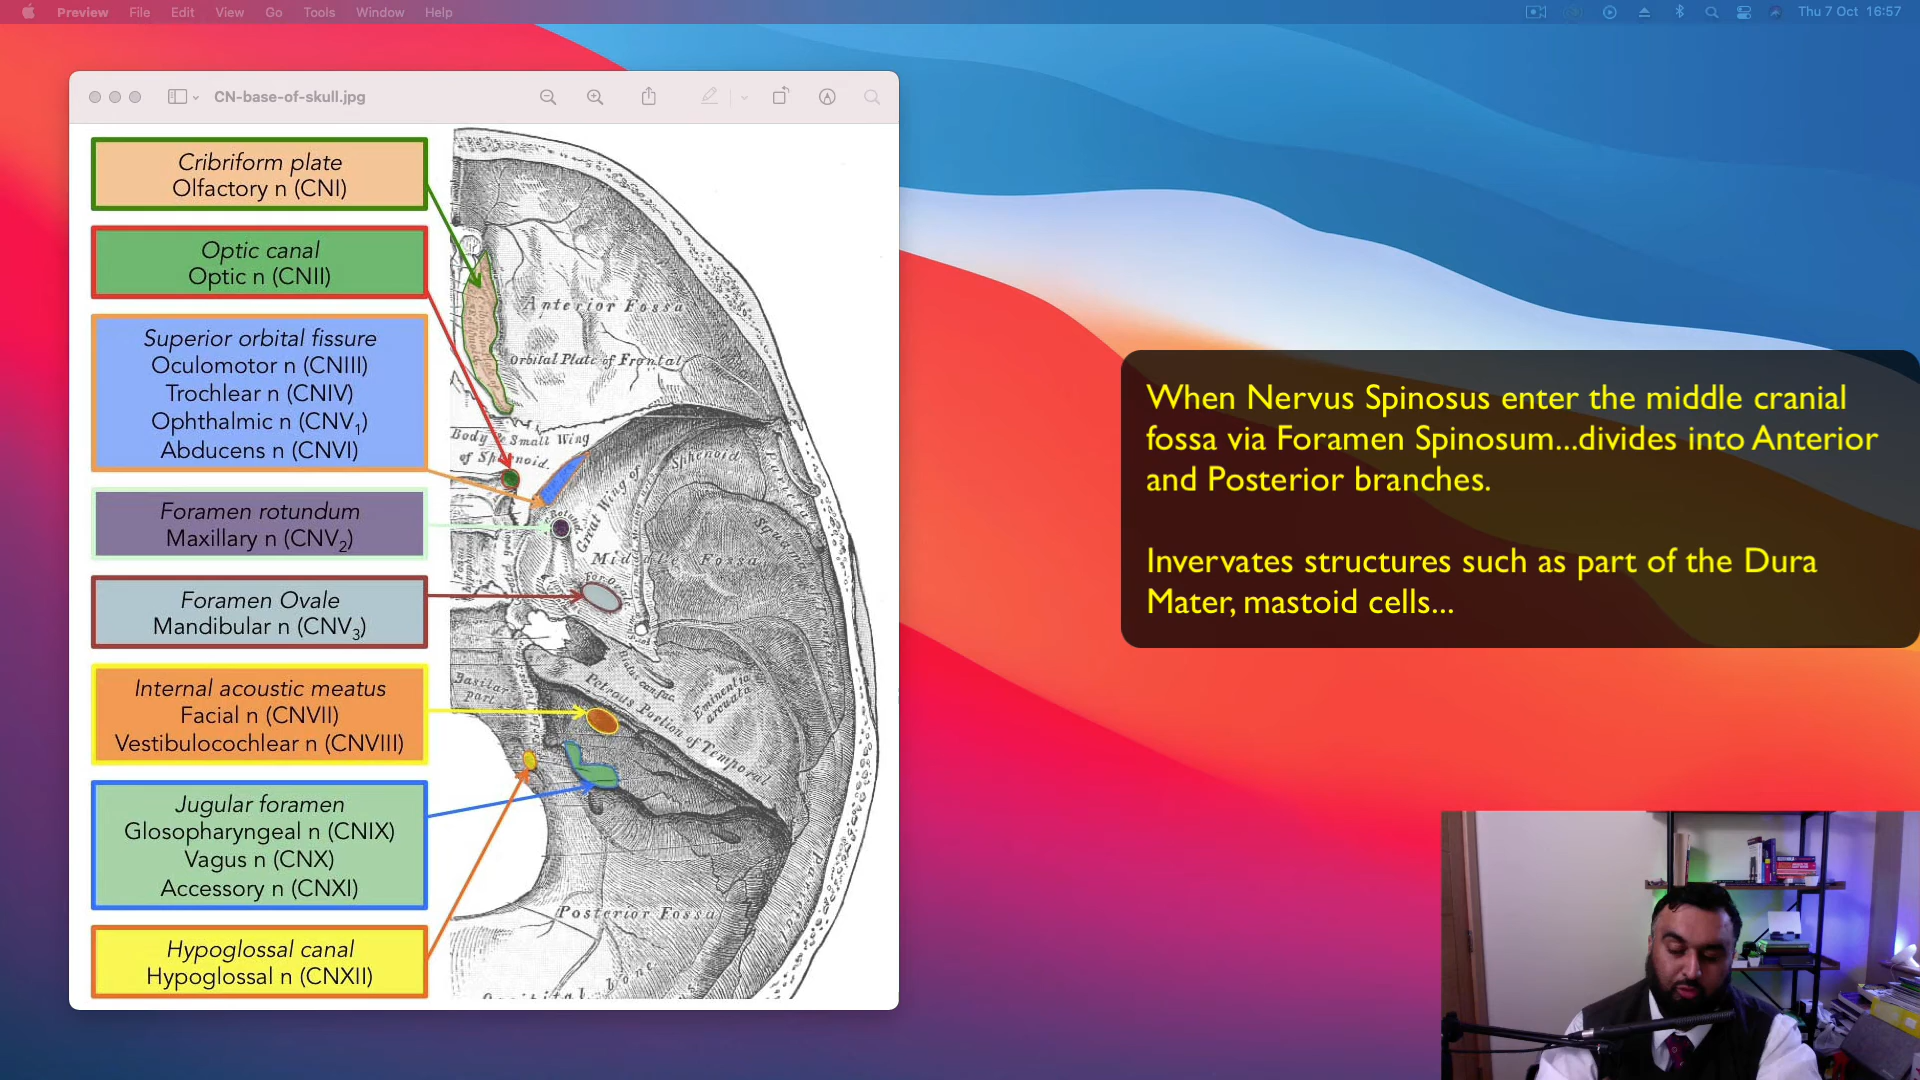 Preview File Edit View Go Tools Window Help
Thu 7 Oct 16:57
CN-base-of-skull.jpg
Cribriform plate
Olfactory n (CNI)
Optic canal
Optic n (CNII)
Superior orbital fissure
Oculomotor n (CNIII)
Trochlear n (CNIV)
Ophthalmic n (CNV₁)
Abducens n (CNVI)
Foramen rotundum
Maxillary n (CNV₂)
Foramen Ovale
Mandibular n (CNV₃)
Internal acoustic meatus
Facial n (CNVII)
Vestibulocochlear n (CNVIII)
Jugular foramen
Glosopharyngeal n (CNIX)
Vagus n (CNX)
Accessory n (CNXI)
Hypoglossal canal
Hypoglossal n (CNXII)
Anterior Fossa
Orbital Plate of Frontal
Body & Small Wing
of Sphenoid.
Great Wing of
Sphenoid
Middle Fossa
Basilar
part
Petrous Portion of Temporal
Eminentia
arcuata
Posterior Fossa
When Nervus Spinosus enter the middle cranial
fossa via Foramen Spinosum...divides into Anterior
and Posterior branches.
Invervates structures such as part of the Dura
Mater, mastoid cells...